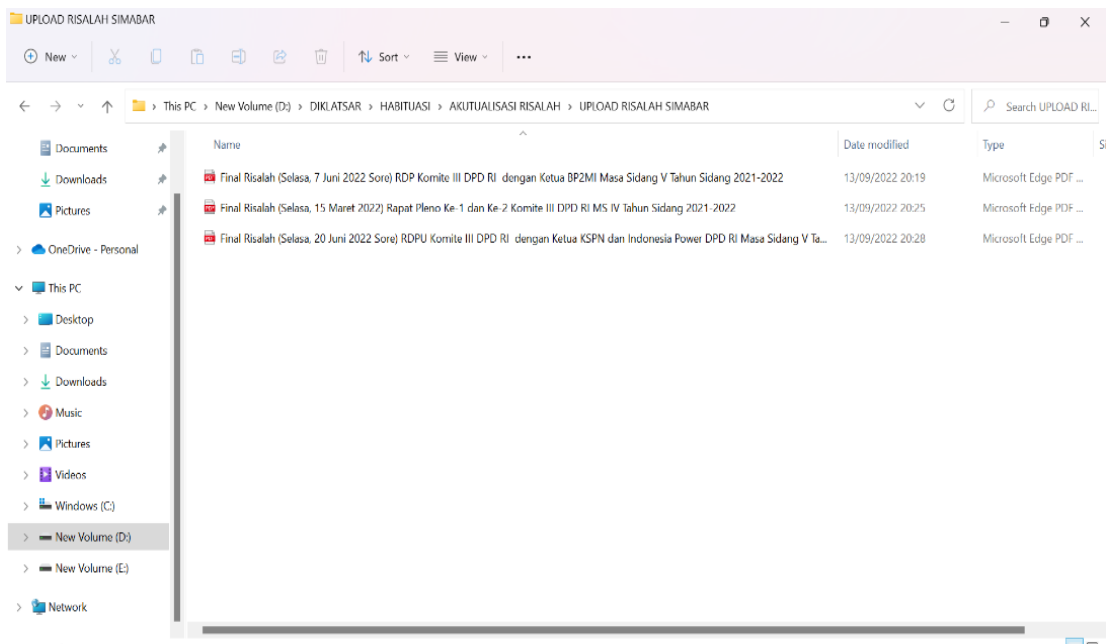 UPLOAD RISALAH SIMABAR
New Sort View
This PC > New Volume (D:) > DIKLATSAR > HABITUASI > AKUTUALISASI RISALAH > UPLOAD RISALAH SIMABAR Search UPLOAD RI...
Name Date modified Type
Final Risalah (Selasa, 7 Juni 2022 Sore) RDP Komite III DPD RI dengan Ketua BP2MI Masa Sidang V Tahun Sidang 2021-2022 13/09/2022 20:19 Microsoft Edge PDF ...
Final Risalah (Selasa, 15 Maret 2022) Rapat Pleno Ke-1 dan Ke-2 Komite III DPD RI MS IV Tahun Sidang 2021-2022 13/09/2022 20:25 Microsoft Edge PDF ...
Final Risalah (Selasa, 20 Juni 2022 Sore) RDPU Komite III DPD RI dengan Ketua KSPN dan Indonesia Power DPD RI Masa Sidang V Ta... 13/09/2022 20:28 Microsoft Edge PDF ...
Documents
Downloads
Pictures
OneDrive - Personal
This PC
Desktop
Documents
Downloads
Music
Pictures
Videos
Windows (C:)
New Volume (D:)
New Volume (E:)
Network